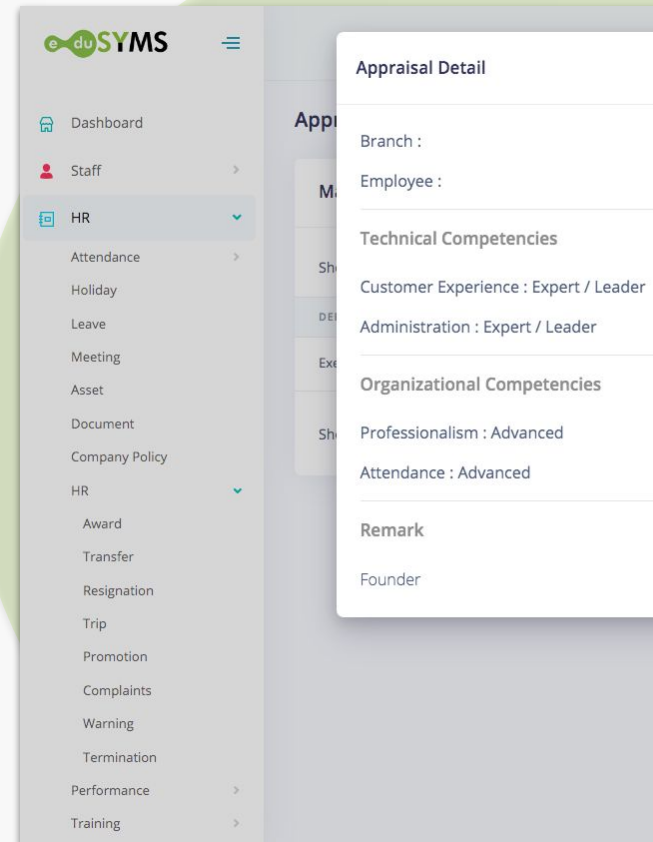 e-duSYMS
Dashboard
Staff
HR
Attendance
Holiday
Leave
Meeting
Asset
Document
Company Policy
HR
Award
Transfer
Resignation
Trip
Promotion
Complaints
Warning
Termination
Performance
Training
Appraisal Detail
Branch :
Employee :
Technical Competencies
Customer Experience : Expert / Leader
Administration : Expert / Leader
Organizational Competencies
Professionalism : Advanced
Attendance : Advanced
Remark
Founder